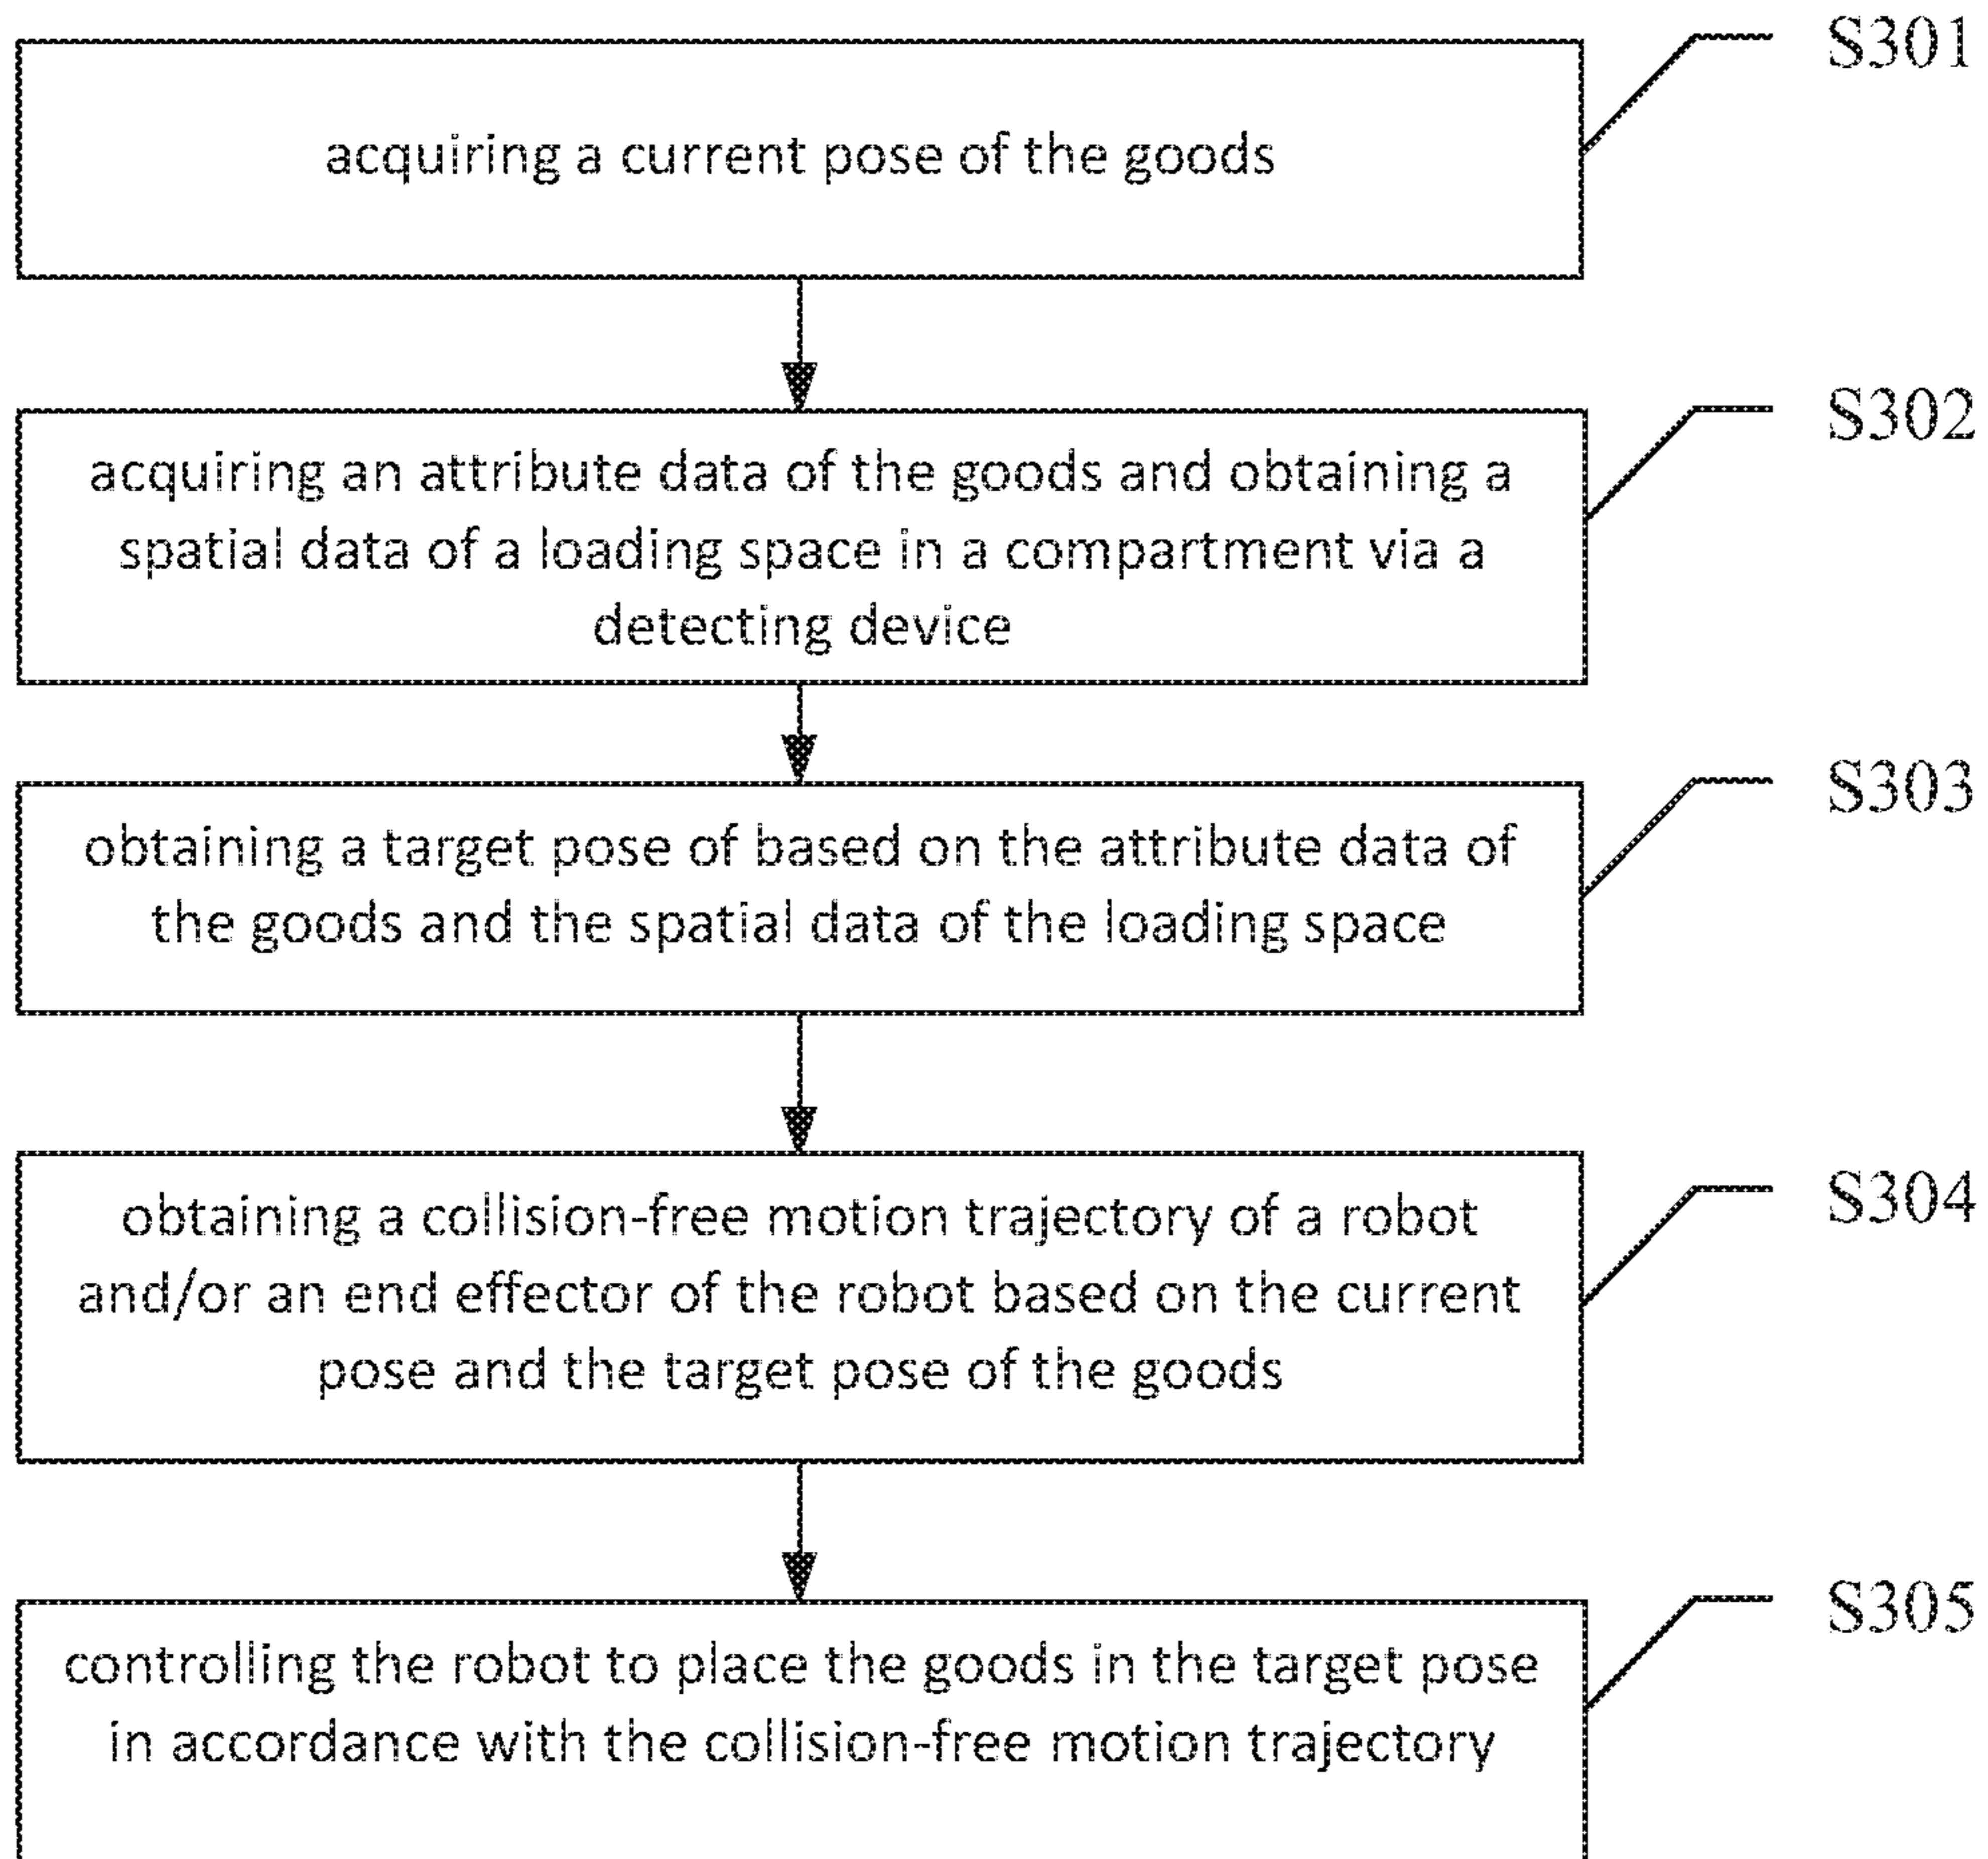 S301
acquiring a current pose of the goods
S302
acquiring an attribute data of the goods and obtaining a
spatial data of a loading space in a compartment via a
detecting device
S303
obtaining a target pose of based on the attribute data of
the goods and the spatial data of the loading space
S304
obtaining a collision-free motion trajectory of a robot
and/or an end effector of the robot based on the current
pose and the target pose of the goods
S305
controlling the robot to place the goods in the target pose
in accordance with the collision-free motion trajectory